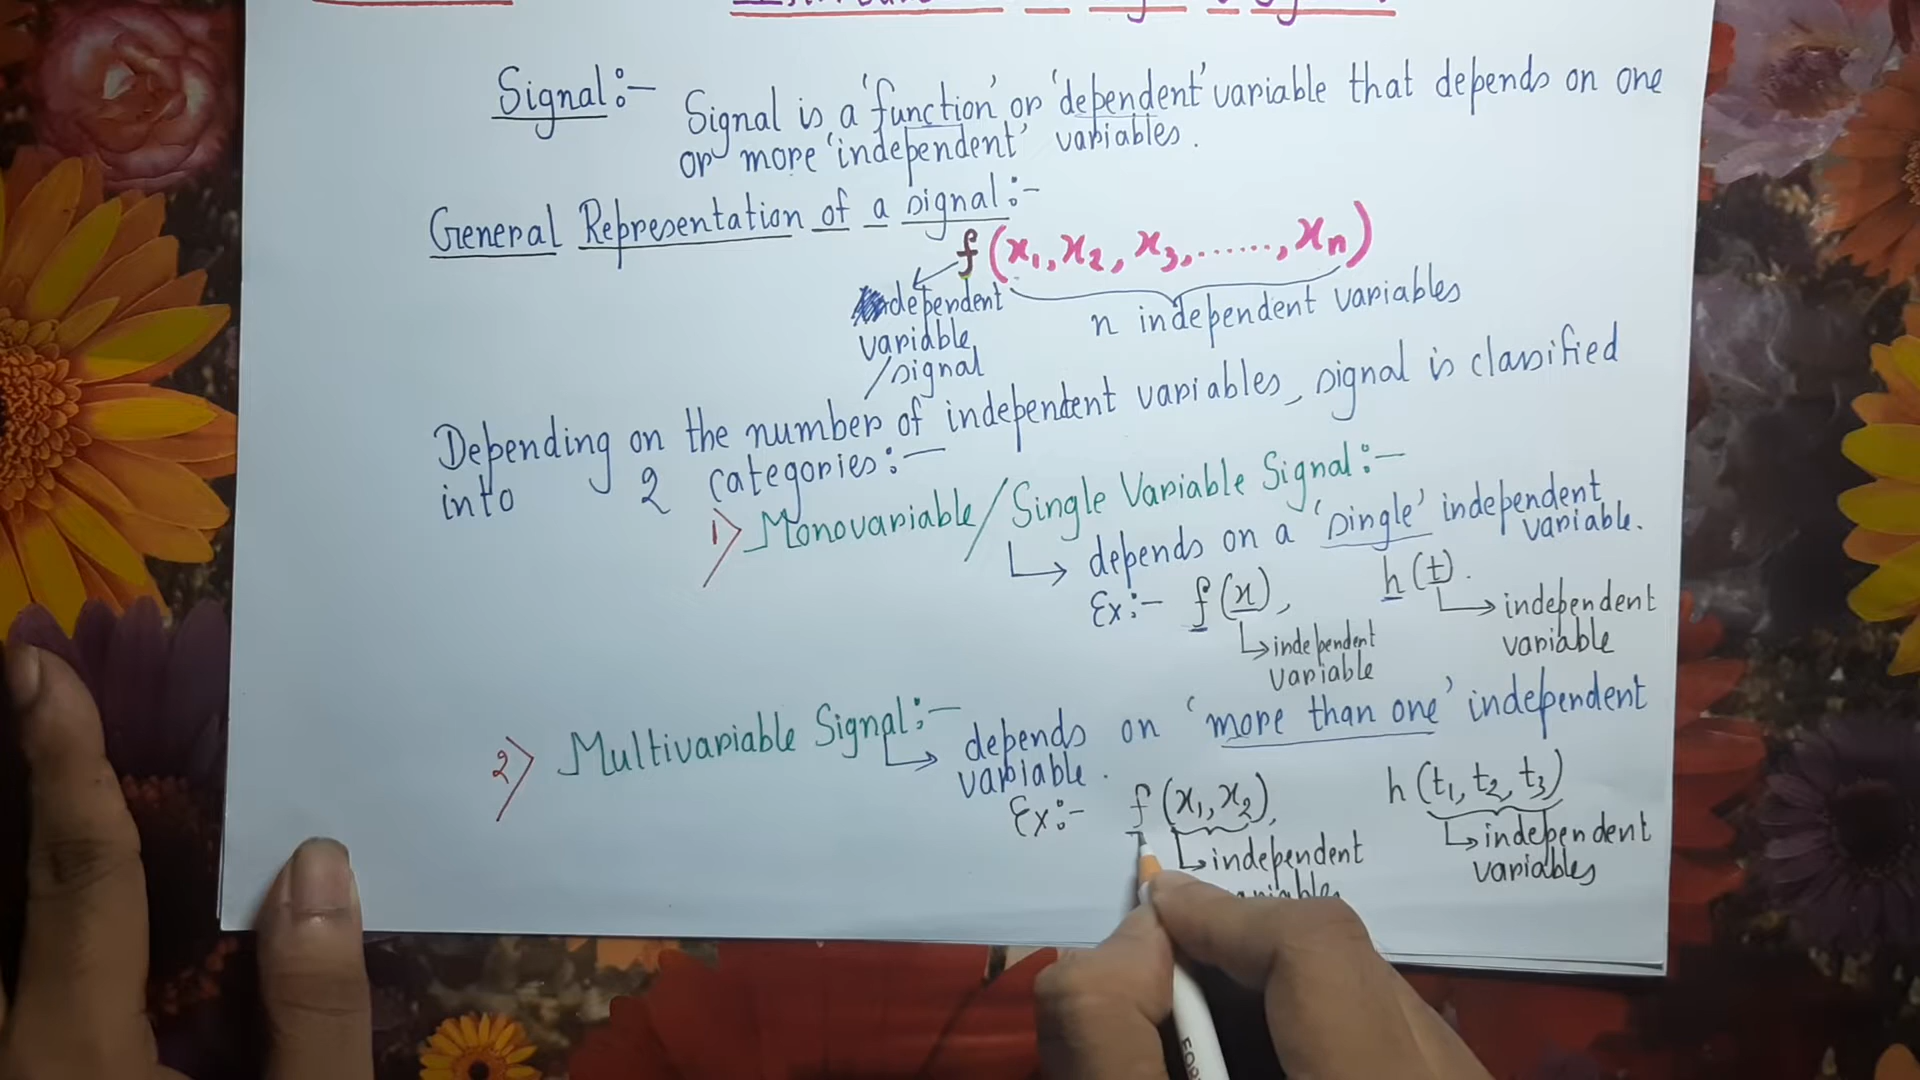 Signal:- Signal is a 'function' or 'dependent' variable that depends on one
or more 'independent' variables.
General Representation of a signal:-
f(x1, x2, x3, ......, xn)
dependent
variable
/signal
n independent variables
Depending on the number of independent variables, signal is classified
into 2 categories:-
1) Monovariable/Single Variable Signal:-
depends on a 'single' independent
variable.
Ex:- f(x), h(t).
independent
variable
independent
variable
2) Multivariable Signal:- depends on 'more than one' independent
variable.
Ex:- f(x1, x2), h(t1, t2, t3)
independent
independent
variables